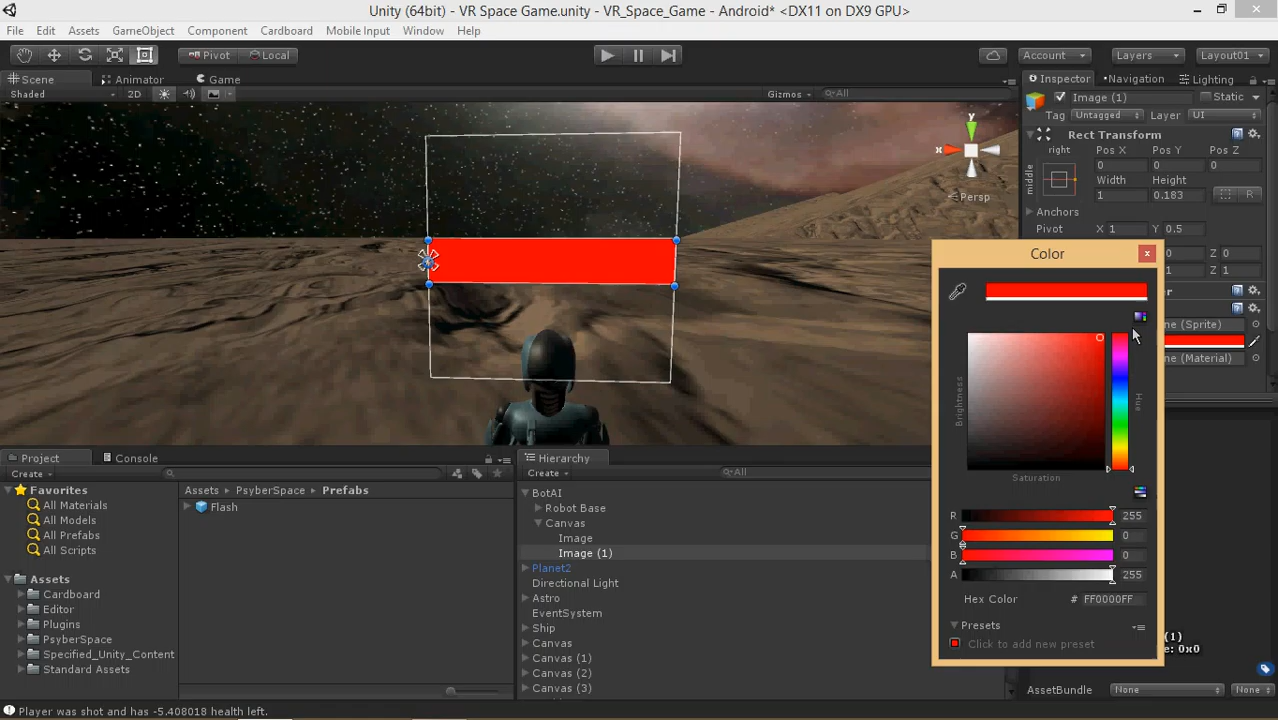 Unity (64bit) - VR Space Game.unity - VR_Space_Game - Android* <DX11 on DX9 GPU>
File Edit Assets GameObject Component Cardboard Mobile Input Window Help
Pivot Local Account Layers Layout01
Scene Animator Game Inspector Navigation Lighting
Shaded 2D Gizmos All
Image (1) Static
Tag Untagged Layer UI
Rect Transform
right Pos X Pos Y Pos Z
middle 0 0 0
Width Height
1 0.183 R
Anchors
Pivot X 1 Y 0.5
y
x
Persp
Z 0
1 Z 1
Color
ne (Sprite)
ne (Material)
Brightness
Hue
Saturation
R 255
G 0
B 0
A 255
Hex Color # FF0000FF
Presets
Click to add new preset
(1)
e: 0x0
AssetBundle None None
Project Console
Create
Favorites
All Materials
All Models
All Prefabs
All Scripts
Assets
Cardboard
Editor
Plugins
PsyberSpace
Specified_Unity_Content
Standard Assets
Assets PsyberSpace Prefabs
Flash
Hierarchy
Create All
BotAI
Robot Base
Canvas
Image
Image (1)
Planet2
Directional Light
Astro
EventSystem
Ship
Canvas
Canvas (1)
Canvas (2)
Canvas (3)
Player was shot and has -5.408018 health left.